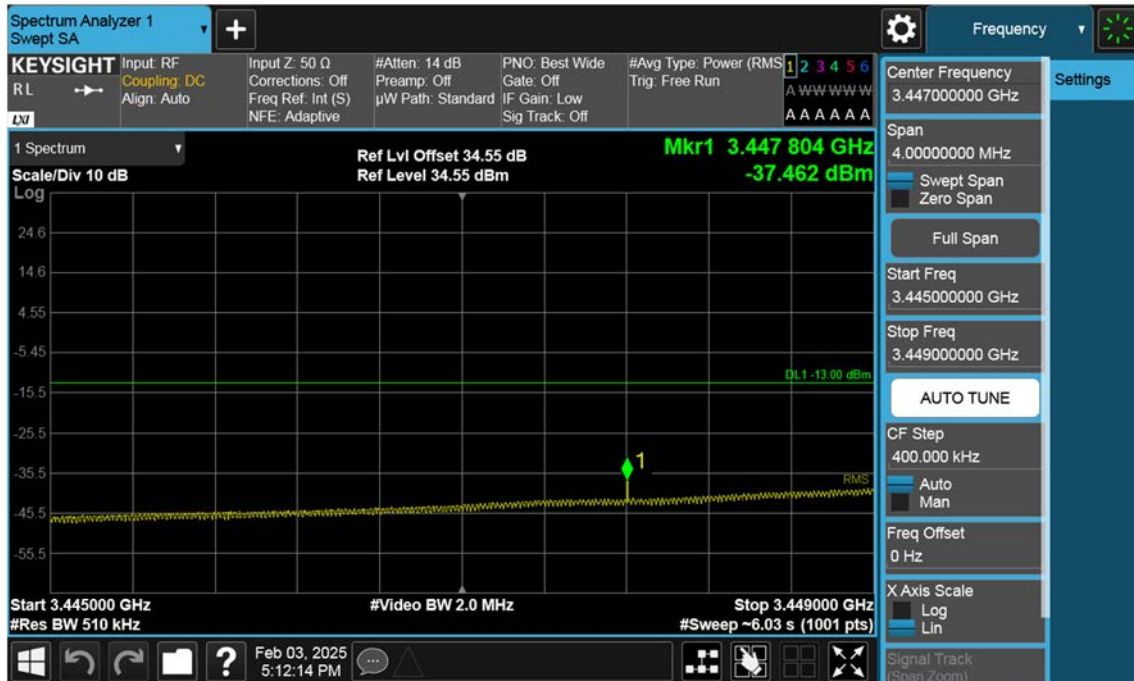 Spectrum Analyzer 1
Swept SA
Frequency
KEYSIGHT
RL
LXI
Input: RF
Coupling: DC
Align: Auto
Input Z: 50 Ω
Corrections: Off
Freq Ref: Int (S)
NFE: Adaptive
#Atten: 14 dB
Preamp: Off
µW Path: Standard
PNO: Best Wide
Gate: Off
IF Gain: Low
Sig Track: Off
#Avg Type: Power (RMS
Trig: Free Run
1 2 3 4 5 6
A W W W W W
A A A A A A
1 Spectrum
Scale/Div 10 dB
Ref Lvl Offset 34.55 dB
Ref Level 34.55 dBm
Mkr1 3.447 804 GHz
-37.462 dBm
Log
24.6
14.6
4.55
-5.45
DL1 -13.00 dBm
-15.5
-25.5
1
-35.5
RMS
-45.5
-55.5
Start 3.445000 GHz
#Video BW 2.0 MHz
Stop 3.449000 GHz
#Res BW 510 kHz
#Sweep ~6.03 s (1001 pts)
?
Feb 03, 2025
5:12:14 PM
Center Frequency
3.447000000 GHz
Settings
Span
4.00000000 MHz
Swept Span
Zero Span
Full Span
Start Freq
3.445000000 GHz
Stop Freq
3.449000000 GHz
AUTO TUNE
CF Step
400.000 kHz
Auto
Man
Freq Offset
0 Hz
X Axis Scale
Log
Lin
Signal Track
(Span Zoom)